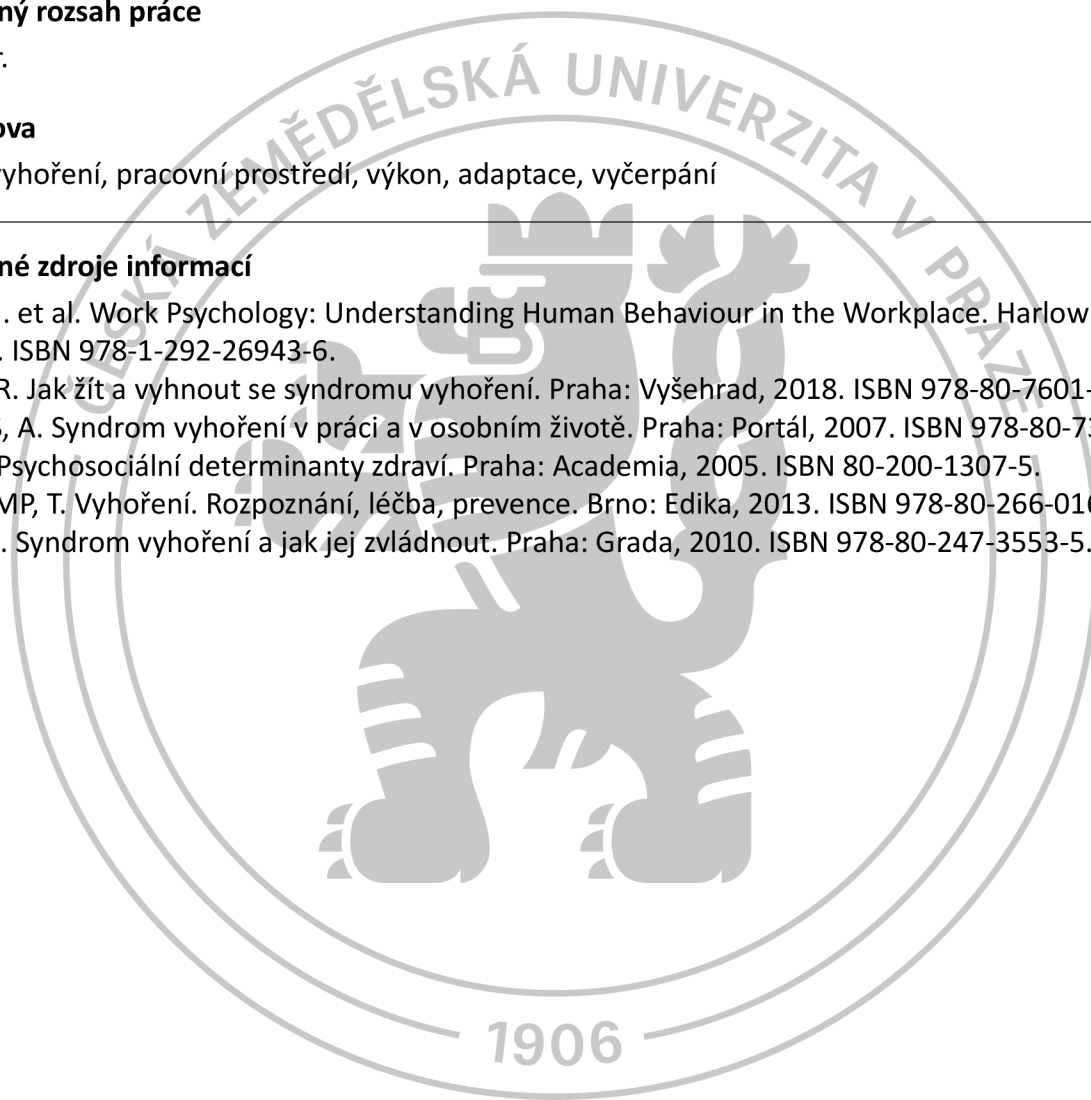 ný rozsah práce
r.
ova
vyhoření, pracovní prostředí, výkon, adaptace, vyčerpání
né zdroje informací
. et al. Work Psychology: Understanding Human Behaviour in the Workplace. Harlow
. ISBN 978-1-292-26943-6.
R. Jak žít a vyhnout se syndromu vyhoření. Praha: Vyšehrad, 2018. ISBN 978-80-7601-
, A. Syndrom vyhoření v práci a v osobním životě. Praha: Portál, 2007. ISBN 978-80-73
Psychosociální determinanty zdraví. Praha: Academia, 2005. ISBN 80-200-1307-5.
MP, T. Vyhoření. Rozpoznání, léčba, prevence. Brno: Edika, 2013. ISBN 978-80-266-016
. Syndrom vyhoření a jak jej zvládnout. Praha: Grada, 2010. ISBN 978-80-247-3553-5.
ČESKÁ ZEMĚDĚLSKÁ UNIVERZITA V PRAZE
1906